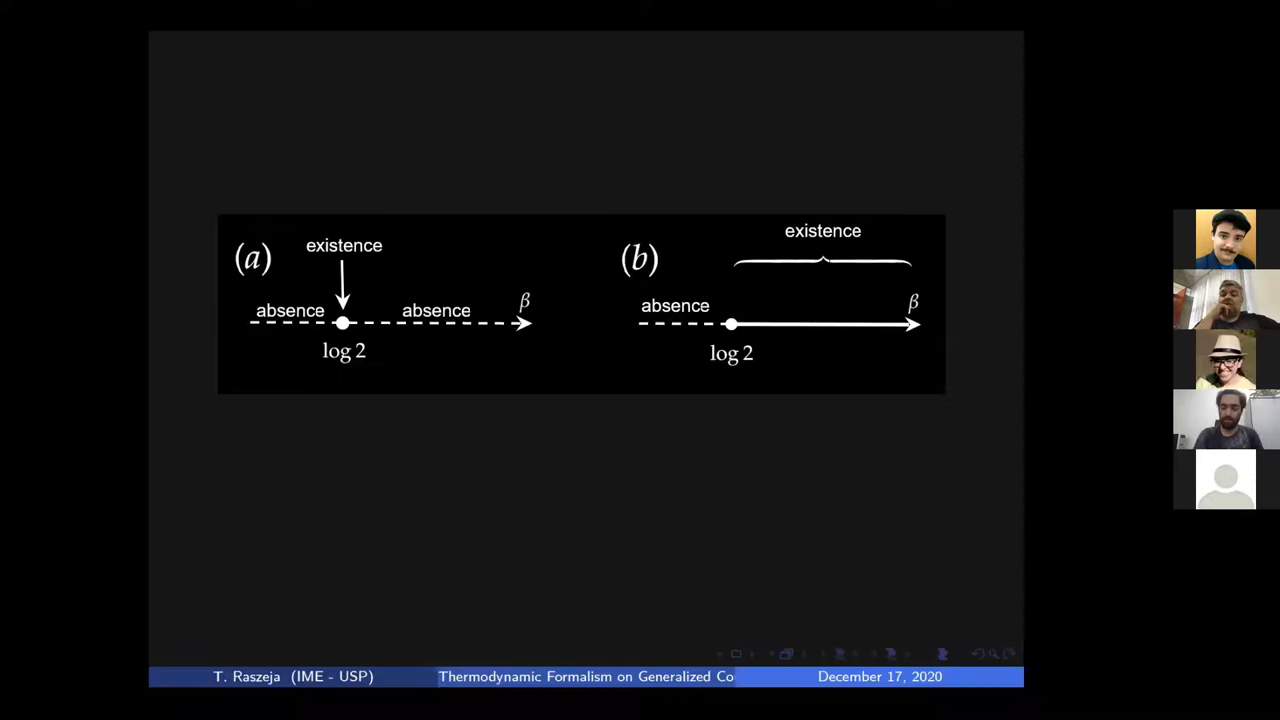 (a)
existence
absence
absence
β
log 2
(b)
existence
absence
β
log 2
T. Raszeja (IME - USP)
Thermodynamic Formalism on Generalized Co
December 17, 2020